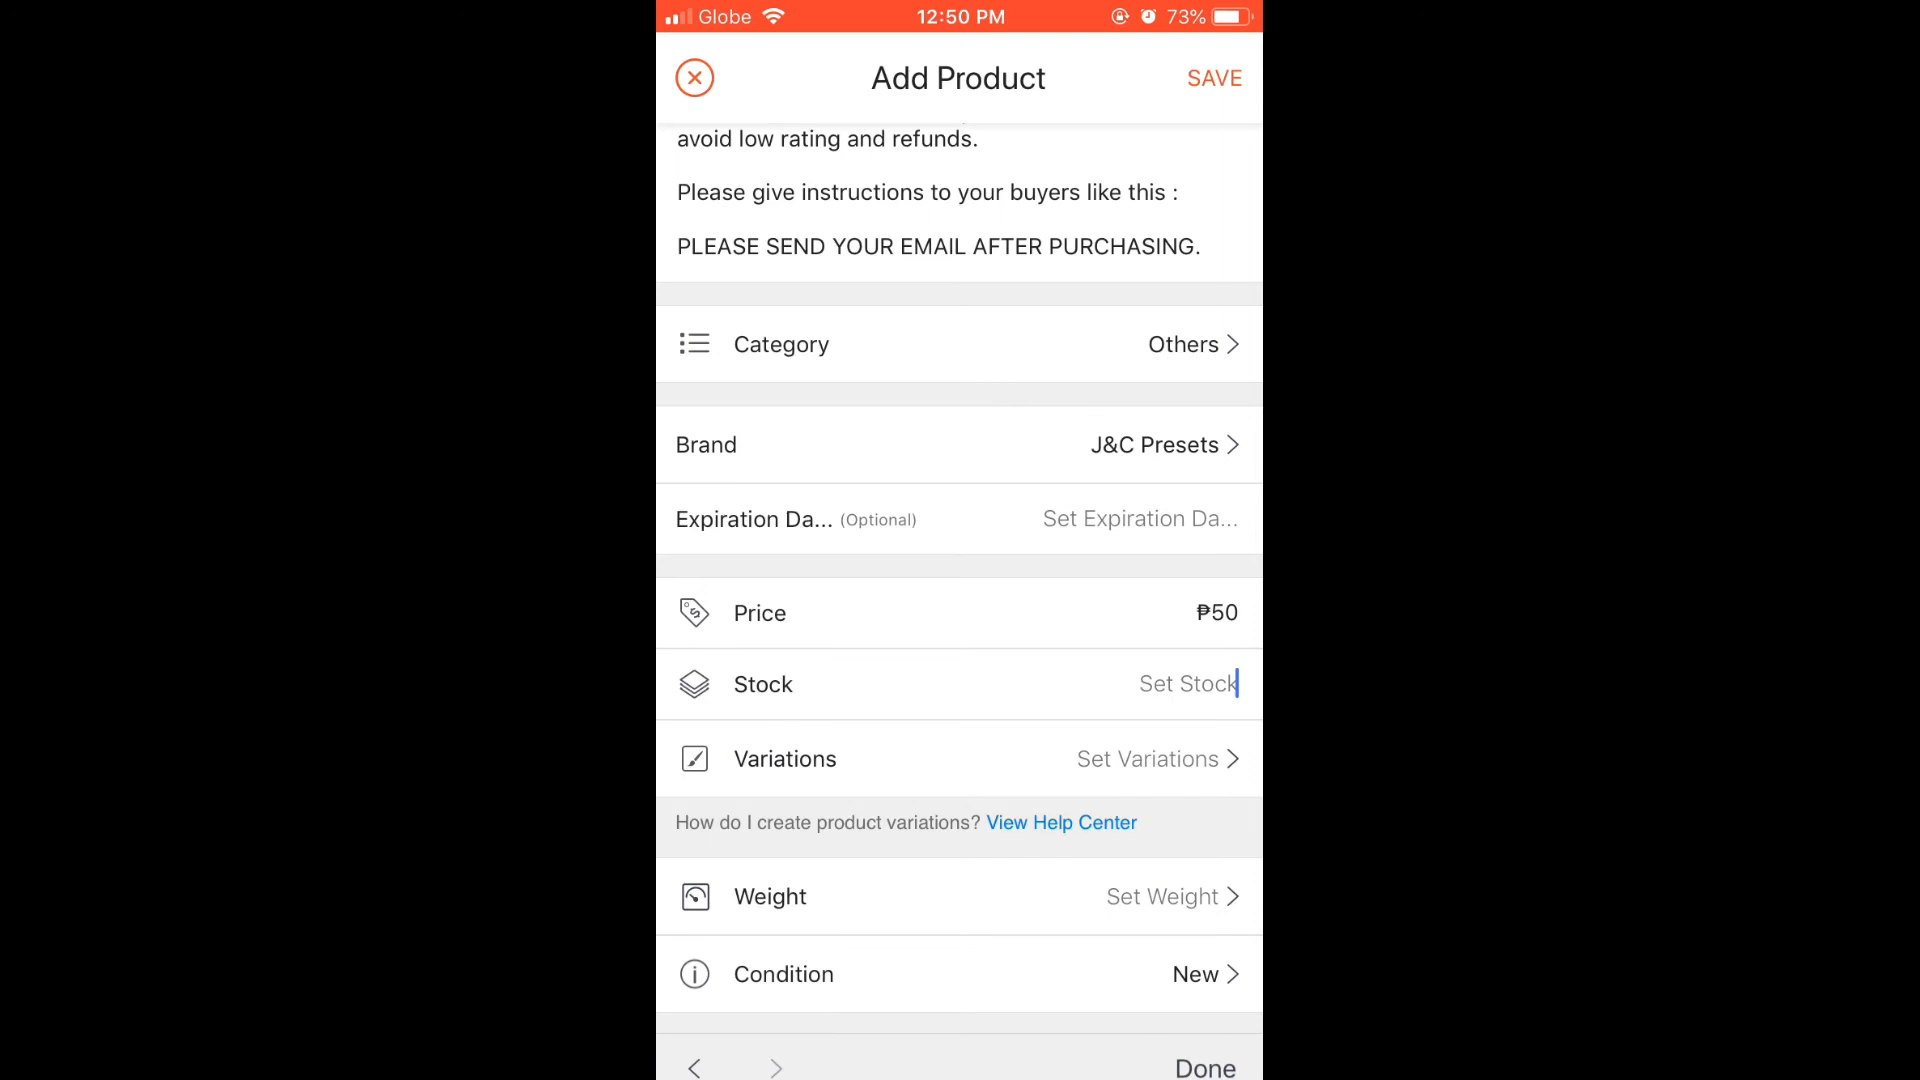 Globe 12:50 PM 73%
Add Product SAVE
avoid low rating and refunds.
Please give instructions to your buyers like this :
PLEASE SEND YOUR EMAIL AFTER PURCHASING.
Category Others
Brand J&C Presets
Expiration Da... (Optional) Set Expiration Da...
Price ₱50
Stock Set Stock
Variations Set Variations
How do I create product variations? View Help Center
Weight Set Weight
Condition New
Done